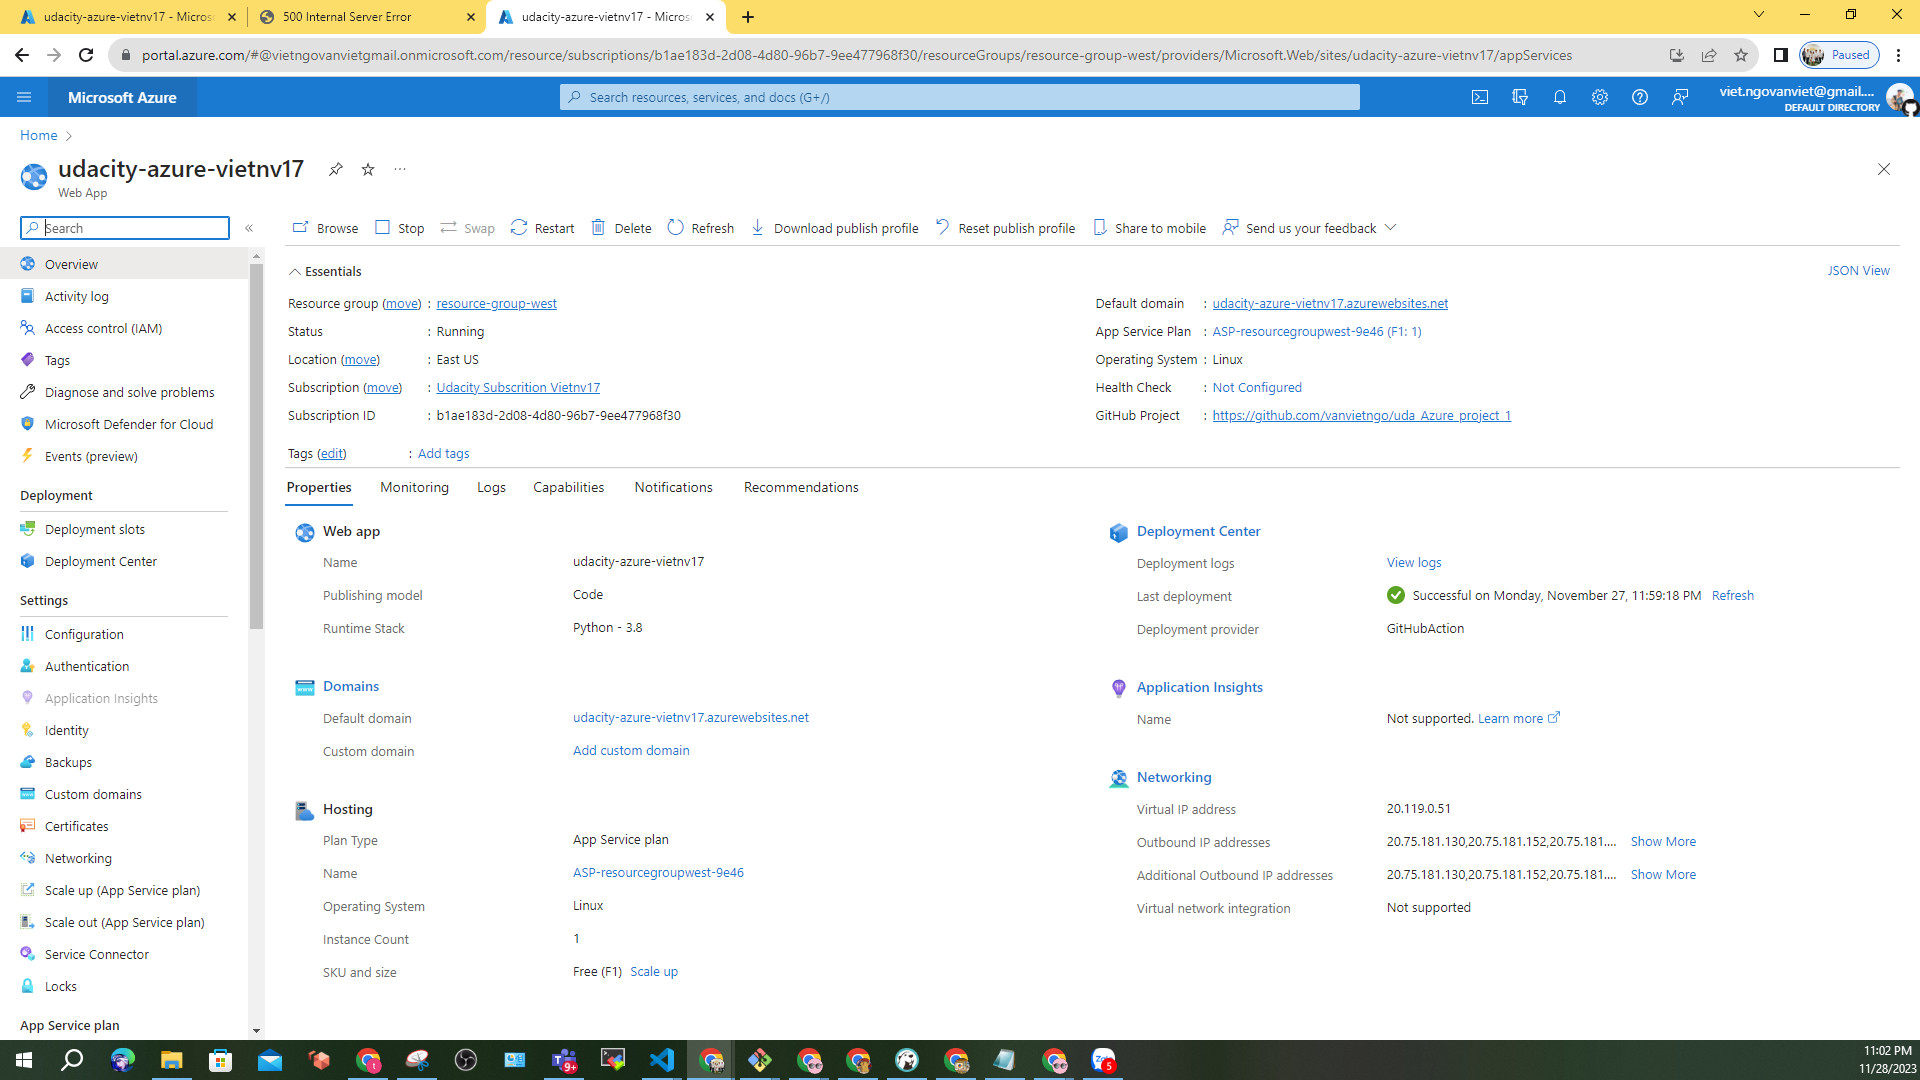 udacity-azure-vietnv17 - Micros
500 Internal Server Error
udacity-azure-vietnv17 - Micros
portal.azure.com/#@vietngovanvietgmail.onmicrosoft.com/resource/subscriptions/b1ae183d-2d08-4d80-96b7-9ee477968f30/resourceGroups/resource-group-west/providers/Microsoft.Web/sites/udacity-azure-vietnv17/appServices
Paused
Microsoft Azure
Search resources, services, and docs (G+/)
viet.ngovanviet@gmail....
DEFAULT DIRECTORY
Home
udacity-azure-vietnv17
Web App
Search
Overview
Activity log
Access control (IAM)
Tags
Diagnose and solve problems
Microsoft Defender for Cloud
Events (preview)
Deployment
Deployment slots
Deployment Center
Settings
Configuration
Authentication
Application Insights
Identity
Backups
Custom domains
Certificates
Networking
Scale up (App Service plan)
Scale out (App Service plan)
Service Connector
Locks
App Service plan
Browse Stop Swap Restart Delete Refresh Download publish profile Reset publish profile Share to mobile Send us your feedback
Essentials
JSON View
Resource group (move) : resource-group-west
Status : Running
Location (move) : East US
Subscription (move) : Udacity Subscrition Vietnv17
Subscription ID : b1ae183d-2d08-4d80-96b7-9ee477968f30
Default domain : udacity-azure-vietnv17.azurewebsites.net
App Service Plan : ASP-resourcegroupwest-9e46 (F1: 1)
Operating System : Linux
Health Check : Not Configured
GitHub Project : https://github.com/vanvietngo/uda_Azure_project_1
Tags (edit) : Add tags
Properties Monitoring Logs Capabilities Notifications Recommendations
Web app
Name udacity-azure-vietnv17
Publishing model Code
Runtime Stack Python - 3.8
Domains
Default domain udacity-azure-vietnv17.azurewebsites.net
Custom domain Add custom domain
Hosting
Plan Type App Service plan
Name ASP-resourcegroupwest-9e46
Operating System Linux
Instance Count 1
SKU and size Free (F1) Scale up
Deployment Center
Deployment logs View logs
Last deployment Successful on Monday, November 27, 11:59:18 PM Refresh
Deployment provider GitHubAction
Application Insights
Name Not supported. Learn more
Networking
Virtual IP address 20.119.0.51
Outbound IP addresses 20.75.181.130,20.75.181.152,20.75.181.... Show More
Additional Outbound IP addresses 20.75.181.130,20.75.181.152,20.75.181.... Show More
Virtual network integration Not supported
9+
5
11:02 PM
11/28/2023